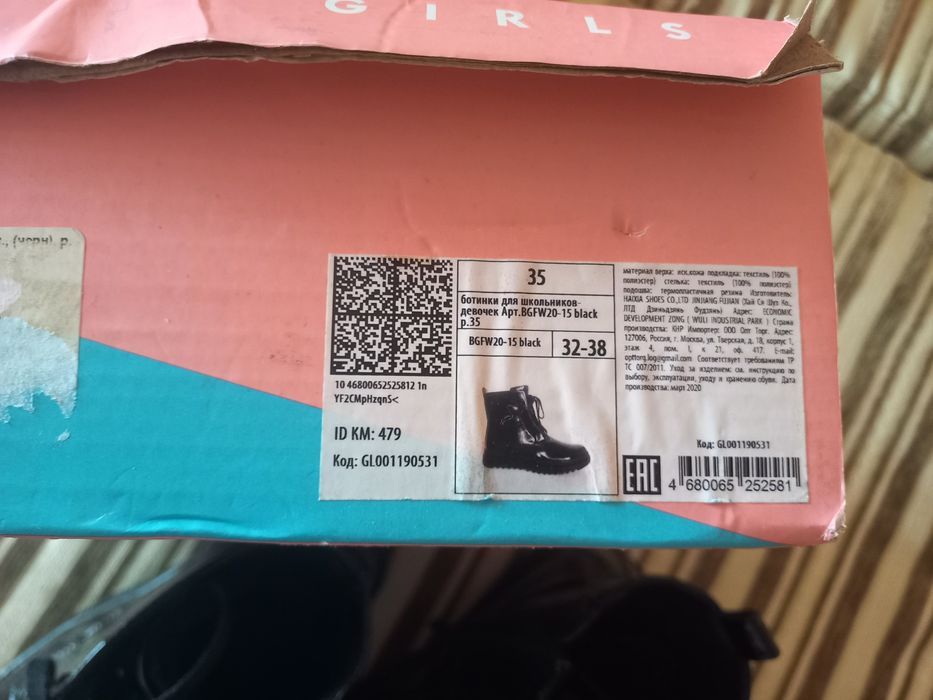 GIRLS
., (черн). р.
35
ботинки для школьников-
девочек Арт.BGFW20-15 black
р.35
BGFW20-15 black
32-38
10 46800652525812 1n
YF2CMpHzqnS<
ID KM: 479
Код: GL001190531
материал верха: иск.кожа подкладка: текстиль (100%
полиэстер) стелька: текстиль (100% полиэстер)
подошва: термопластичная резина Изготовитель:
HAOXIA SHOES CO.,LTD JINJIANG FUJIAN (Хай Си Шуз Ко.,
ЛТД Дзиньдзянь Фудзянь) Адрес: ECONOMIC
DEVELOPMENT ZONG ( WULI INDUSTRIAL PARK ) Страна
производства: КНР Импортер: ООО Опт Торг. Адрес:
127006, Россия, г. Москва, ул. Тверская, д. 18, корпус 1,
этаж 4, пом. I, к 21, оф. 417. E-mail:
opttorg.log@gmail.com Соответствует требованиям ТР
ТС 007/2011. Уход за изделием: см. инструкцию по
выбору, эксплуатации, уходу и хранению обуви. Дата
производства: март 2020
Код: GL001190531
EAC
4 680065 252581